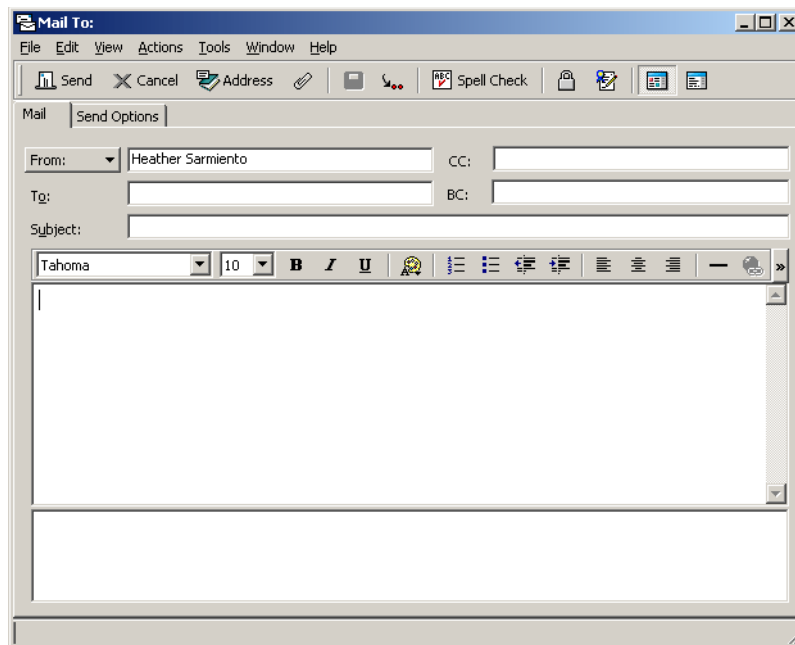 Mail To:
File Edit View Actions Tools Window Help
Send Cancel Address ABC Spell Check
Mail Send Options
From: Heather Sarmiento CC:
To: BC:
Subject:
Tahoma 10 B I U »